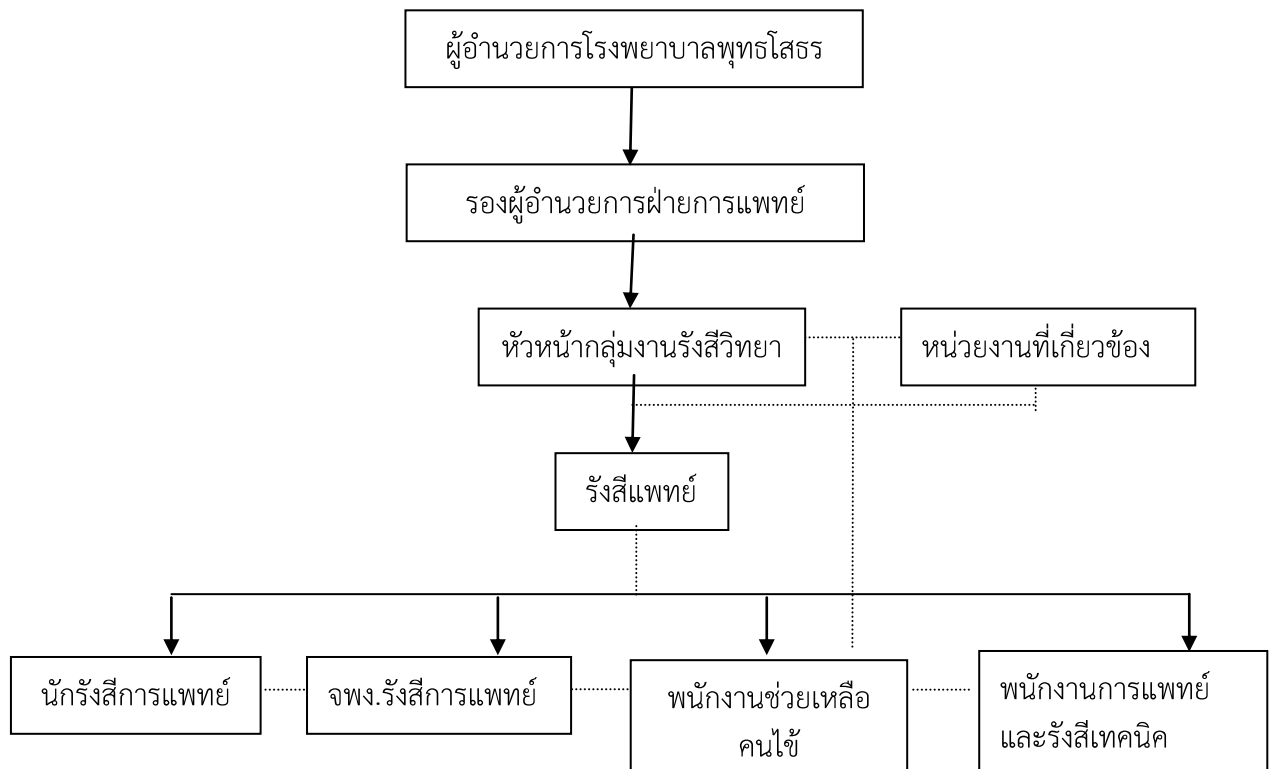 ผู้อำนวยการโรงพยาบาลพุทธโสธร
รองผู้อำนวยการฝ่ายการแพทย์
หัวหน้ากลุ่มงานรังสีวิทยา
หน่วยงานที่เกี่ยวข้อง
รังสีแพทย์
นักรังสีการแพทย์
จพง.รังสีการแพทย์
พนักงานช่วยเหลือ
คนไข้
พนักงานการแพทย์
และรังสีเทคนิค